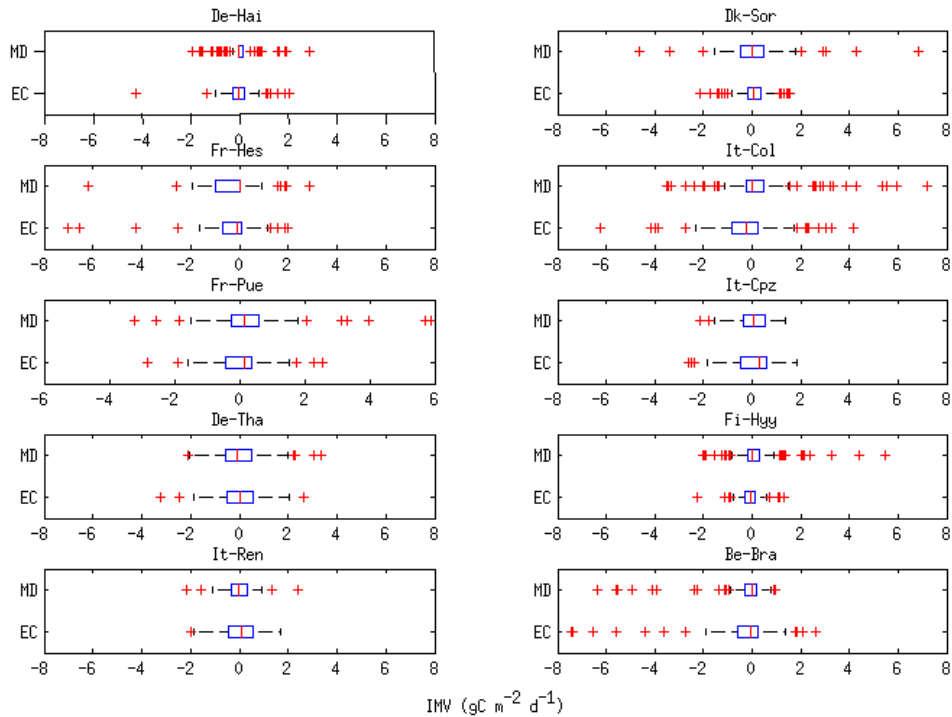 De-Hai
MD
EC
-8 -6 -4 -2 0 2 4 6 8
Dk-Sor
MD
EC
-8 -6 -4 -2 0 2 4 6 8
Fr-Hes
MD
EC
-8 -6 -4 -2 0 2 4 6 8
It-Col
MD
EC
-8 -6 -4 -2 0 2 4 6 8
Fr-Pue
MD
EC
-6 -4 -2 0 2 4 6
It-Cpz
MD
EC
-8 -6 -4 -2 0 2 4 6 8
De-Tha
MD
EC
-8 -6 -4 -2 0 2 4 6 8
Fi-Hyy
MD
EC
-8 -6 -4 -2 0 2 4 6 8
It-Ren
MD
EC
-8 -6 -4 -2 0 2 4 6 8
Be-Bra
MD
EC
-8 -6 -4 -2 0 2 4 6 8
IMV (gC m⁻² d⁻¹)